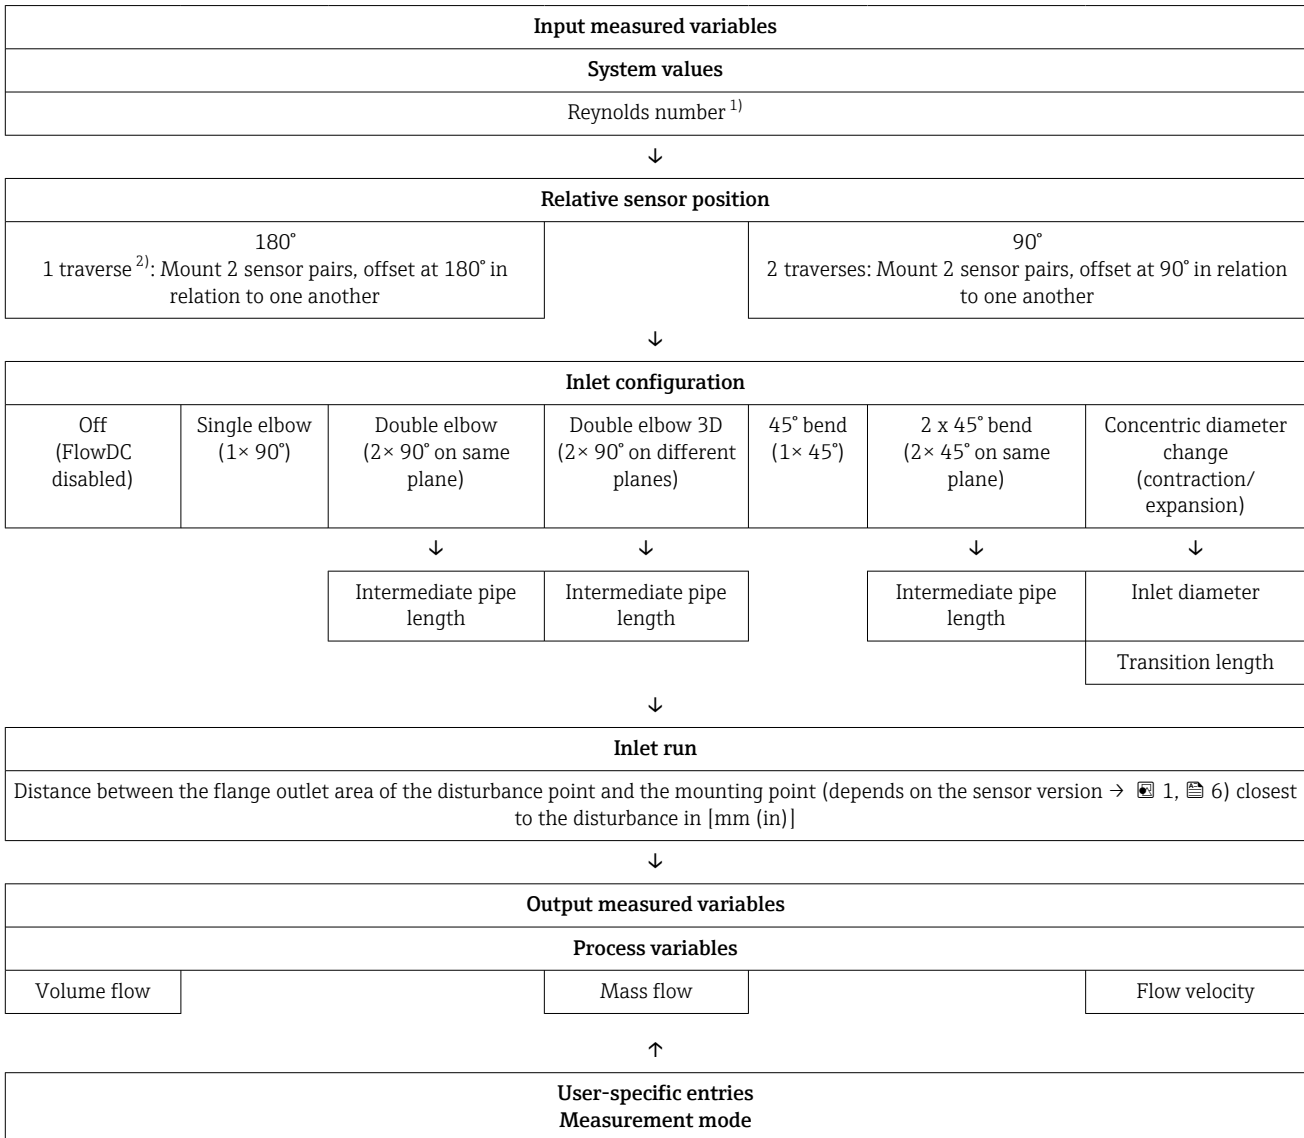 Input measured variables
System values
Reynolds number 1)
↓
Relative sensor position
180°
1 traverse 2): Mount 2 sensor pairs, offset at 180° in
relation to one another
90°
2 traverses: Mount 2 sensor pairs, offset at 90° in relation
to one another
↓
Inlet configuration
Off
(FlowDC
disabled)
Single elbow
(1× 90°)
Double elbow
(2× 90° on same
plane)
Double elbow 3D
(2× 90° on different
planes)
45° bend
(1× 45°)
2 x 45° bend
(2× 45° on same
plane)
Concentric diameter
change
(contraction/
expansion)
↓ ↓ ↓ ↓
Intermediate pipe
length
Intermediate pipe
length
Intermediate pipe
length
Inlet diameter
Transition length
↓
Inlet run
Distance between the flange outlet area of the disturbance point and the mounting point (depends on the sensor version → 1, 6) closest
to the disturbance in [mm (in)]
↓
Output measured variables
Process variables
Volume flow
Mass flow
Flow velocity
↑
User-specific entries
Measurement mode